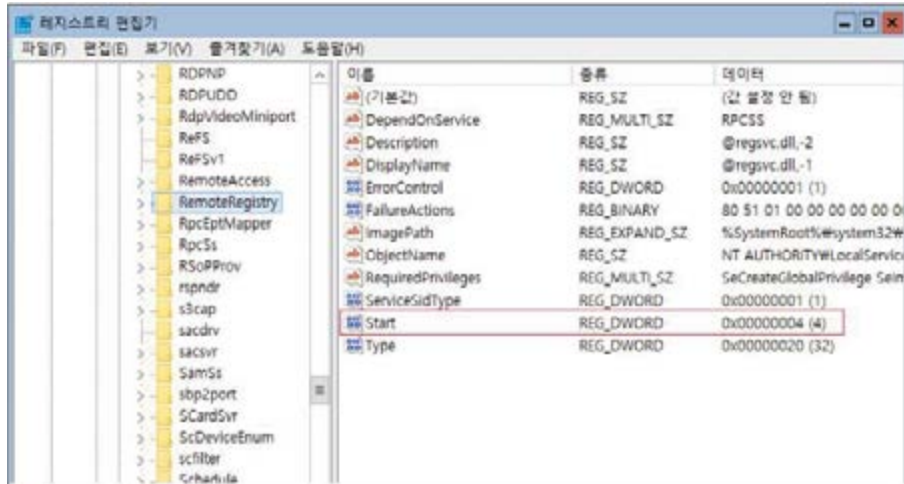 레지스트리 편집기
파일(F) 편집(E) 보기(V) 즐겨찾기(A) 도움말(H)
RDPNP
RDPUDD
RdpVideoMiniport
ReFS
ReFSv1
RemoteAccess
RemoteRegistry
RpcEptMapper
RpcSs
RSoPProv
rspndr
s3cap
sacdrv
sacsvr
SamSs
sbp2port
SCardSvr
ScDeviceEnum
scfilter
Schedule
이름 종류 데이터
(기본값) REG_SZ (값 설정 안 됨)
DependOnService REG_MULTI_SZ RPCSS
Description REG_SZ @regsvc.dll,-2
DisplayName REG_SZ @regsvc.dll,-1
ErrorControl REG_DWORD 0x00000001 (1)
FailureActions REG_BINARY 80 51 01 00 00 00 00 00 0
ImagePath REG_EXPAND_SZ %SystemRoot%₩system32₩
ObjectName REG_SZ NT AUTHORITY₩LocalServic
RequiredPrivileges REG_MULTI_SZ SeCreateGlobalPrivilege SeIm
ServiceSidType REG_DWORD 0x00000001 (1)
Start REG_DWORD 0x00000004 (4)
Type REG_DWORD 0x00000020 (32)